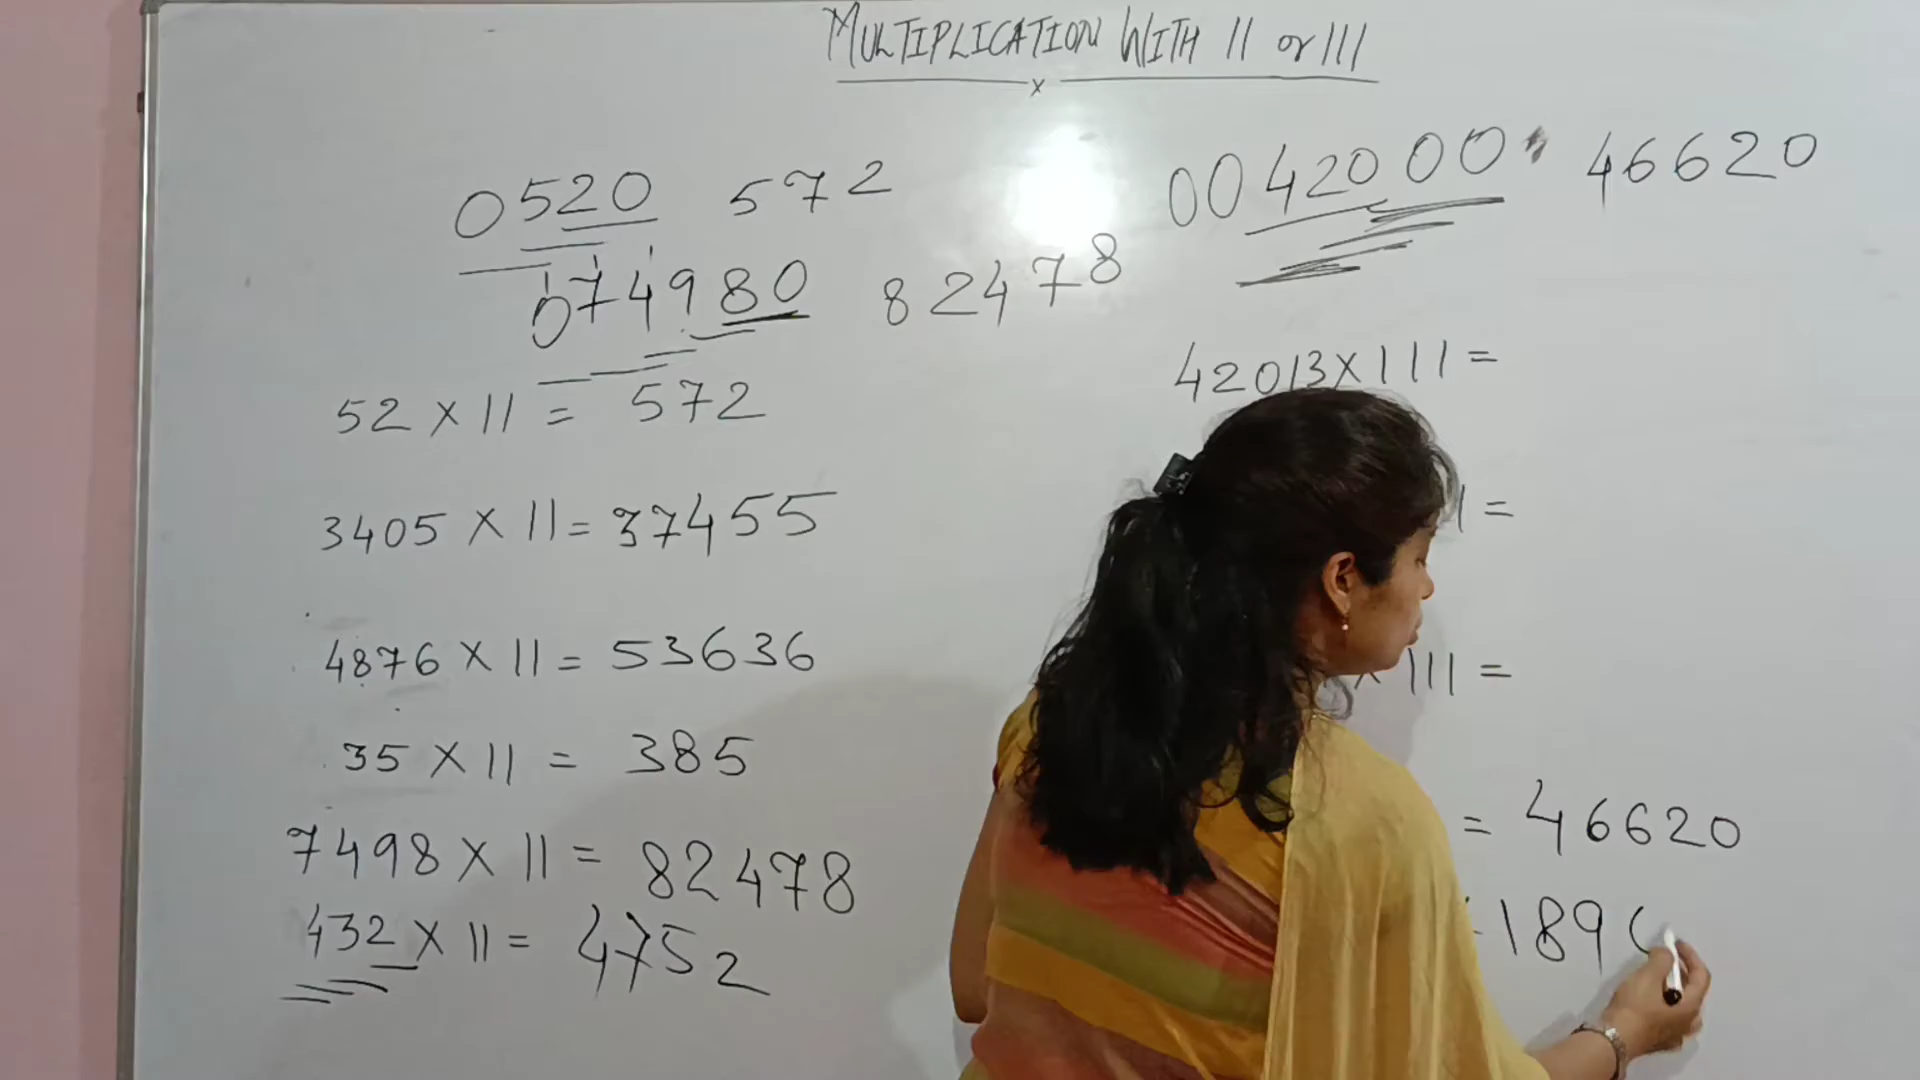 MULTIPLICATION WITH 11 or 111
x
0520 572
074980 82478
52 X 11 = 572
3405 X 11 = 37455
4876 X 11 = 53636
35 X 11 = 385
7498 X 11 = 82478
432 X 11 = 4752
0042000 46620
42013 X 111 =
1 =
X 111 =
= 46620
189